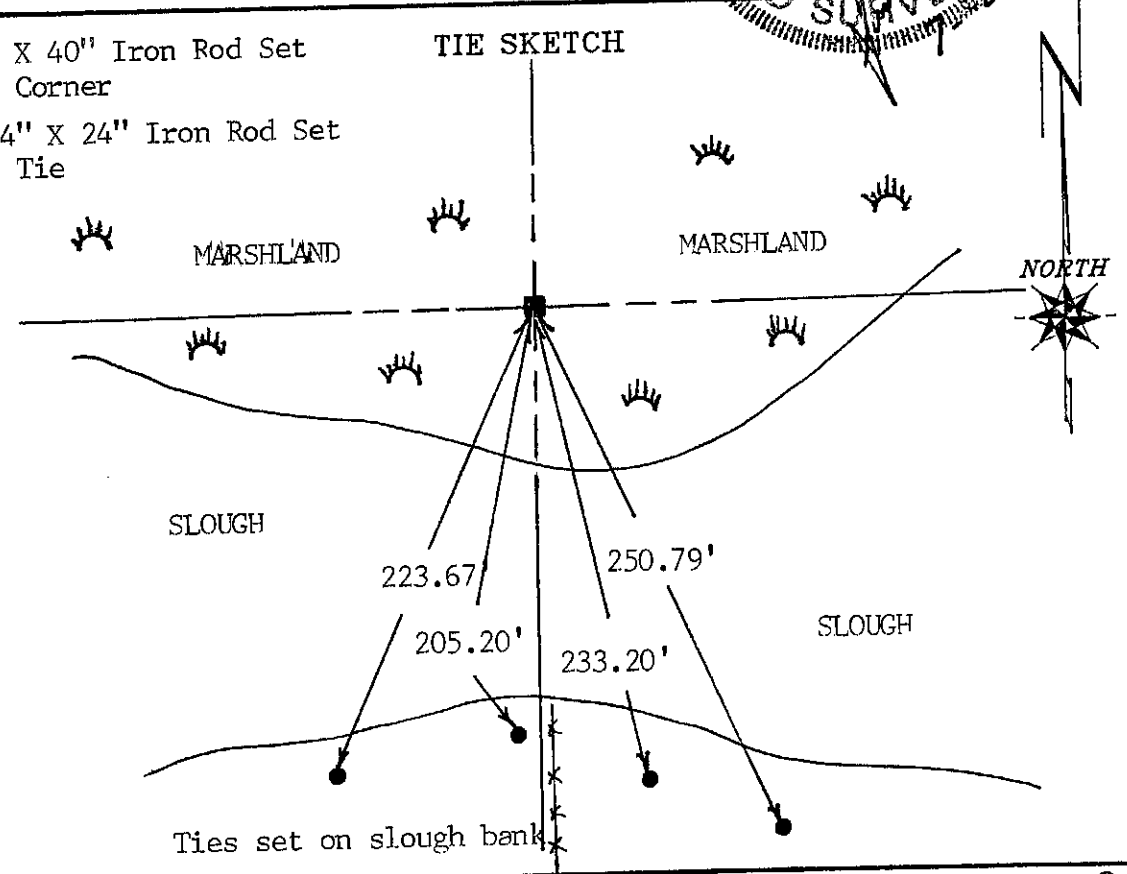 X 40" Iron Rod Set
Corner
4" X 24" Iron Rod Set
Tie
TIE SKETCH
MARSHLAND
MARSHLAND
NORTH
SLOUGH
223.67'
250.79'
205.20'
233.20'
SLOUGH
Ties set on slough bank